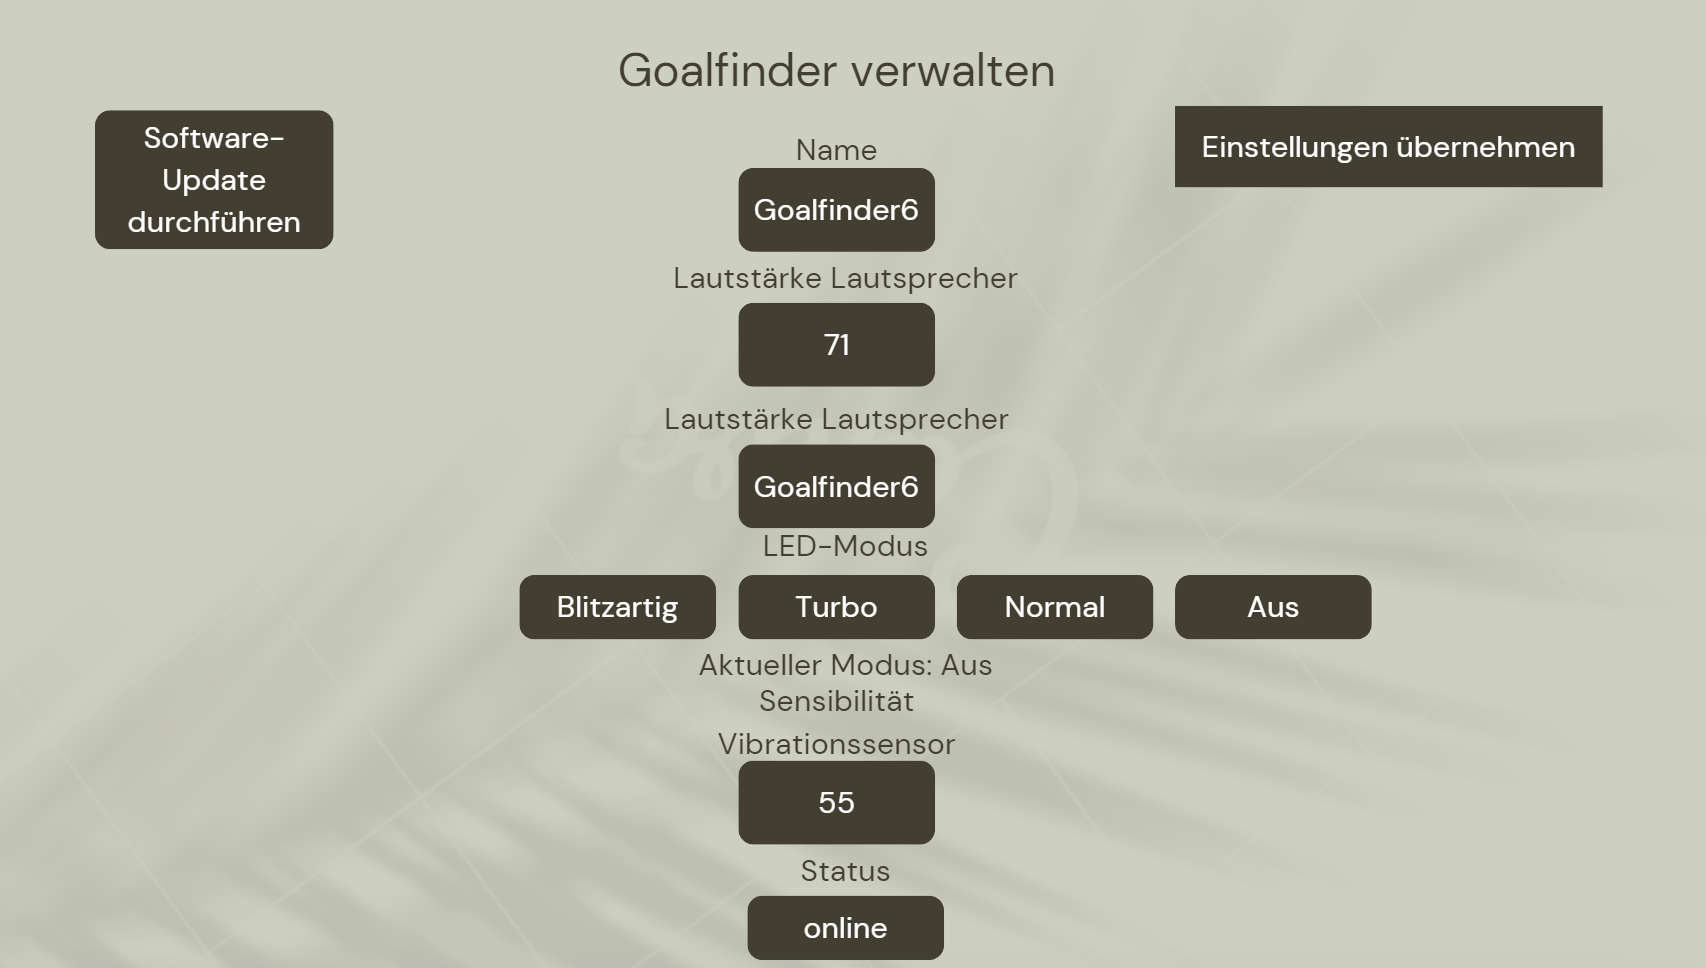 Goalfinder verwalten
Software-
Update
durchführen
Einstellungen übernehmen
Name
Goalfinder6
Lautstärke Lautsprecher
71
Lautstärke Lautsprecher
Goalfinder6
LED-Modus
Blitzartig Turbo Normal Aus
Aktueller Modus: Aus
Sensibilität
Vibrationssensor
55
Status
online